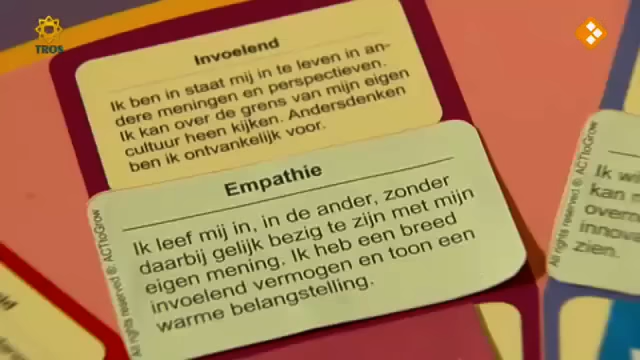 TROS
Invoelend
Ik ben in staat mij in te leven in an-
dere meningen en perspectieven.
Ik kan over de grens van mijn eigen
cultuur heen kijken. Andersdenken
ben ik ontvankelijk voor.
Empathie
Ik leef mij in, in de ander, zonder
daarbij gelijk bezig te zijn met mijn
eigen mening. Ik heb een breed
invoelend vermogen en toon een
warme belangstelling.
All rights reserved ® ACTtoGrow
Ik wi
kan
overn
innove
zien.
All rights reserved ® ACTtoGrow